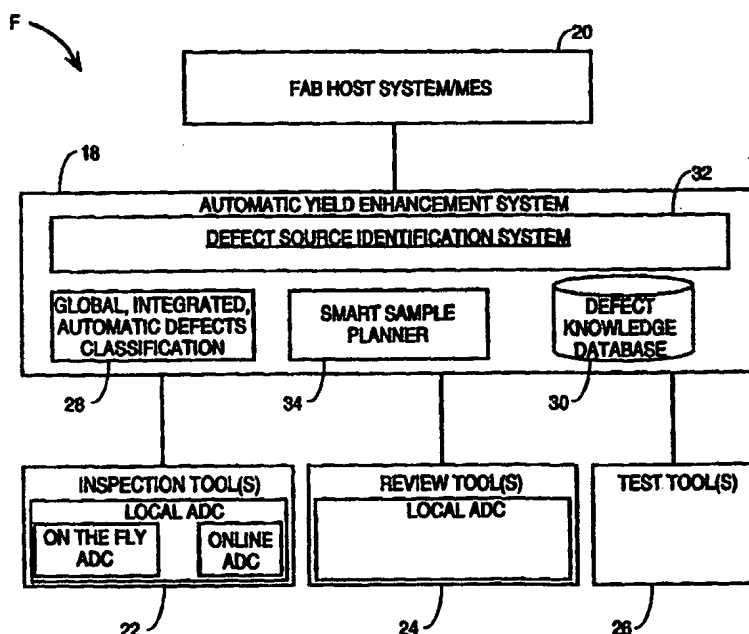 F
20
FAB HOST SYSTEM/MES
18
32
AUTOMATIC YIELD ENHANCEMENT SYSTEM
DEFECT SOURCE IDENTIFICATION SYSTEM
GLOBAL, INTEGRATED,
AUTOMATIC DEFECTS
CLASSIFICATION
SMART SAMPLE
PLANNER
DEFECT
KNOWLEDGE
DATABASE
28
34
30
INSPECTION TOOL(S)
LOCAL ADC
ON THE FLY
ADC
ONLINE
ADC
REVIEW TOOL(S)
LOCAL ADC
TEST TOOL(S)
22
24
26